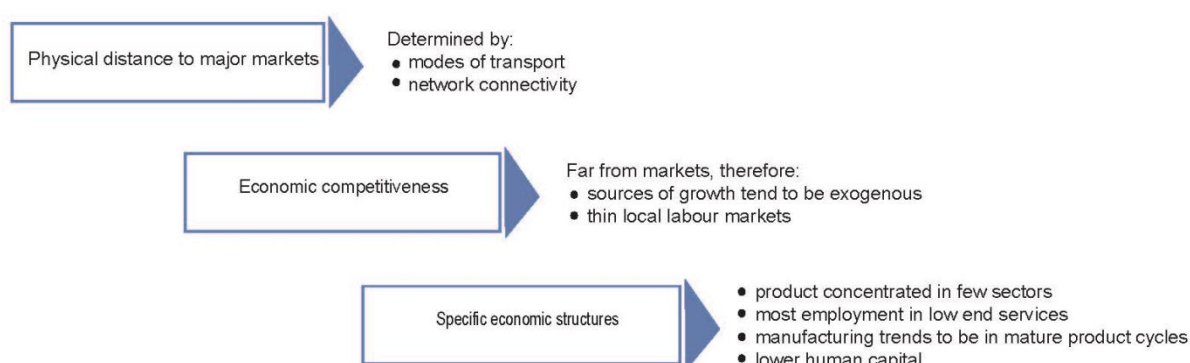 Physical distance to major markets
Determined by:
• modes of transport
• network connectivity
Economic competitiveness
Far from markets, therefore:
• sources of growth tend to be exogenous
• thin local labour markets
Specific economic structures
• product concentrated in few sectors
• most employment in low end services
• manufacturing trends to be in mature product cycles
• lower human capital